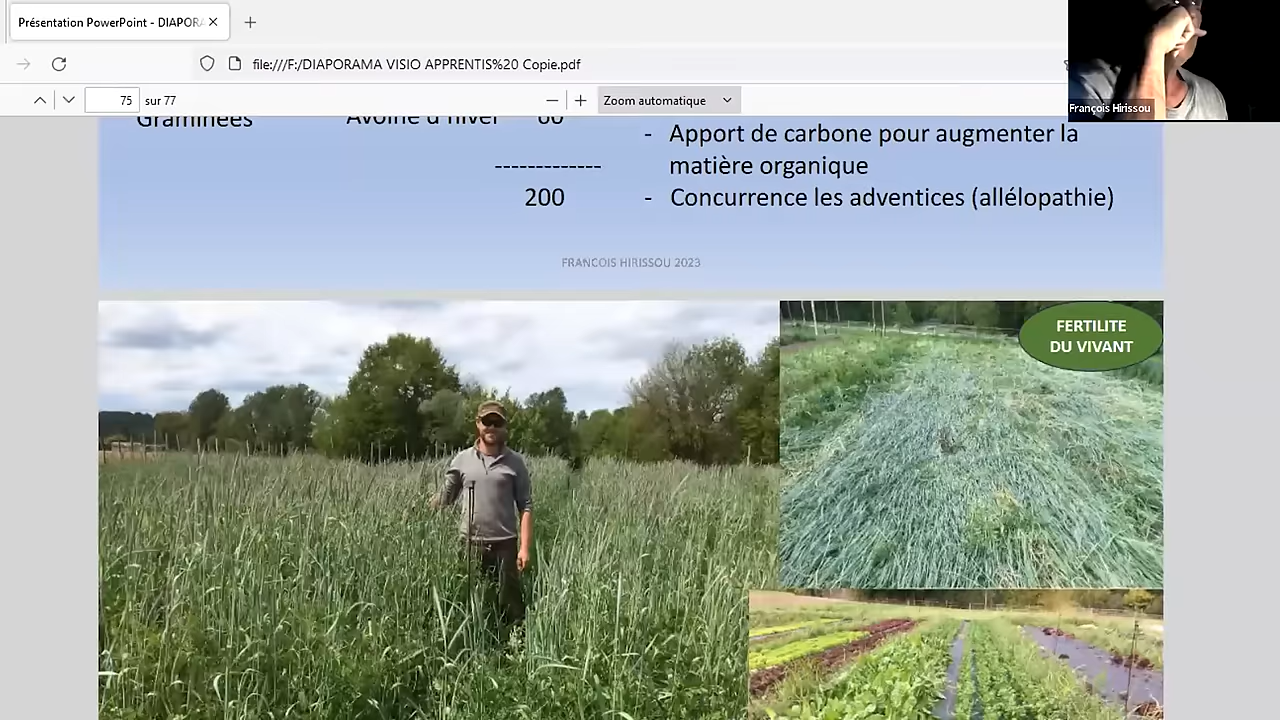 Présentation PowerPoint - DIAPORA
file:///F:/DIAPORAMA VISIO APPRENTIS%20 Copie.pdf
75 sur 77
Zoom automatique
François Hirissou
Graminées Avoine d'hiver 60
- Apport de carbone pour augmenter la
matière organique
-------------
200 - Concurrence les adventices (allélopathie)
FRANCOIS HIRISSOU 2023
FERTILITE
DU VIVANT